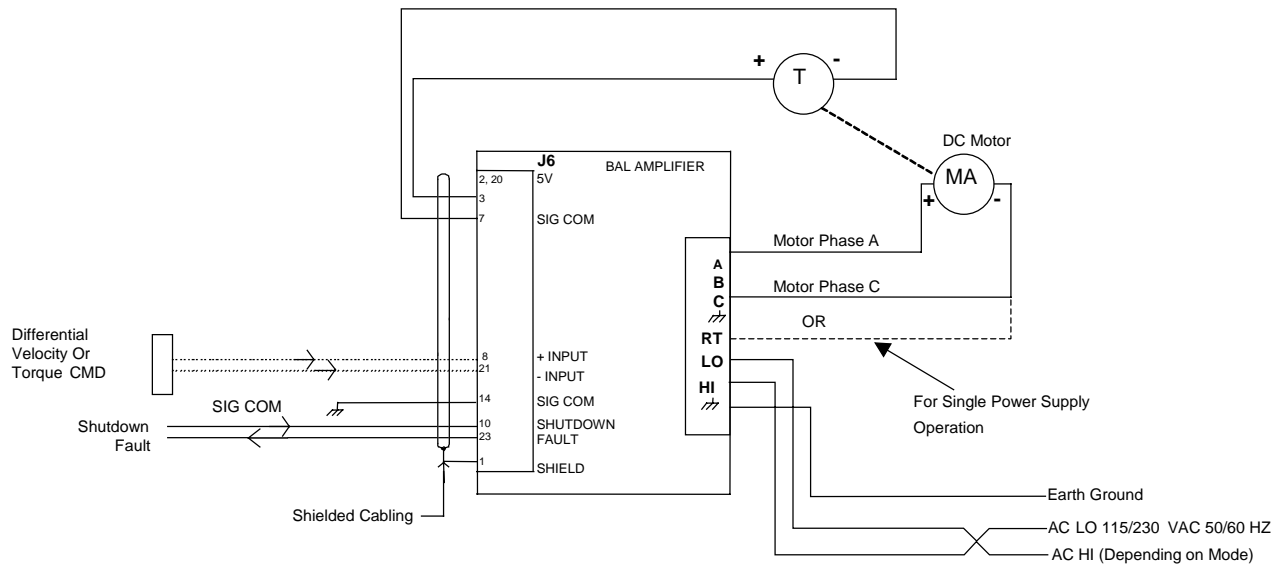 +
-
T
DC Motor
MA
+
-
J6
BAL AMPLIFIER
2, 20
5V
3
7
SIG COM
Motor Phase A
A
B
Motor Phase C
C
OR
RT
Differential
Velocity Or
Torque CMD
8
+ INPUT
21
- INPUT
LO
HI
14
SIG COM
For Single Power Supply
Operation
SIG COM
Shutdown
Fault
10
SHUTDOWN
23
FAULT
1
SHIELD
Shielded Cabling
Earth Ground
AC LO 115/230 VAC 50/60 HZ
AC HI (Depending on Mode)